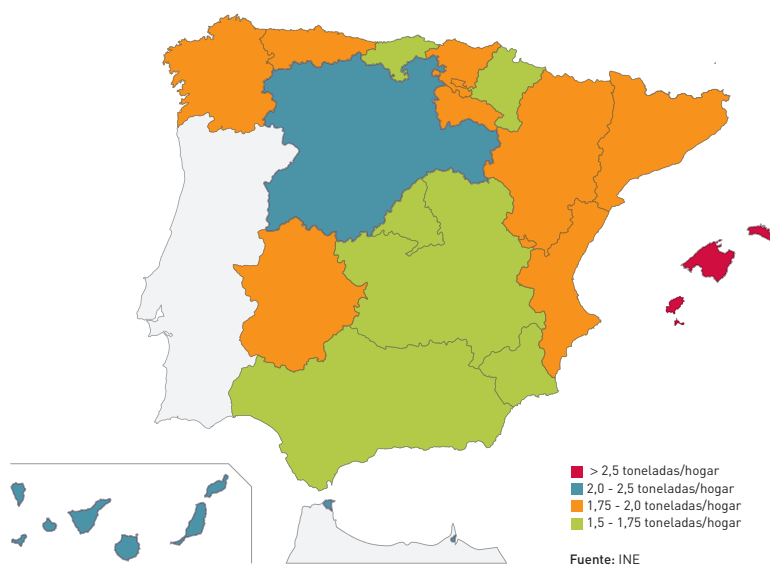 > 2,5 toneladas/hogar
2,0 - 2,5 toneladas/hogar
1,75 - 2,0 toneladas/hogar
1,5 - 1,75 toneladas/hogar
Fuente: INE